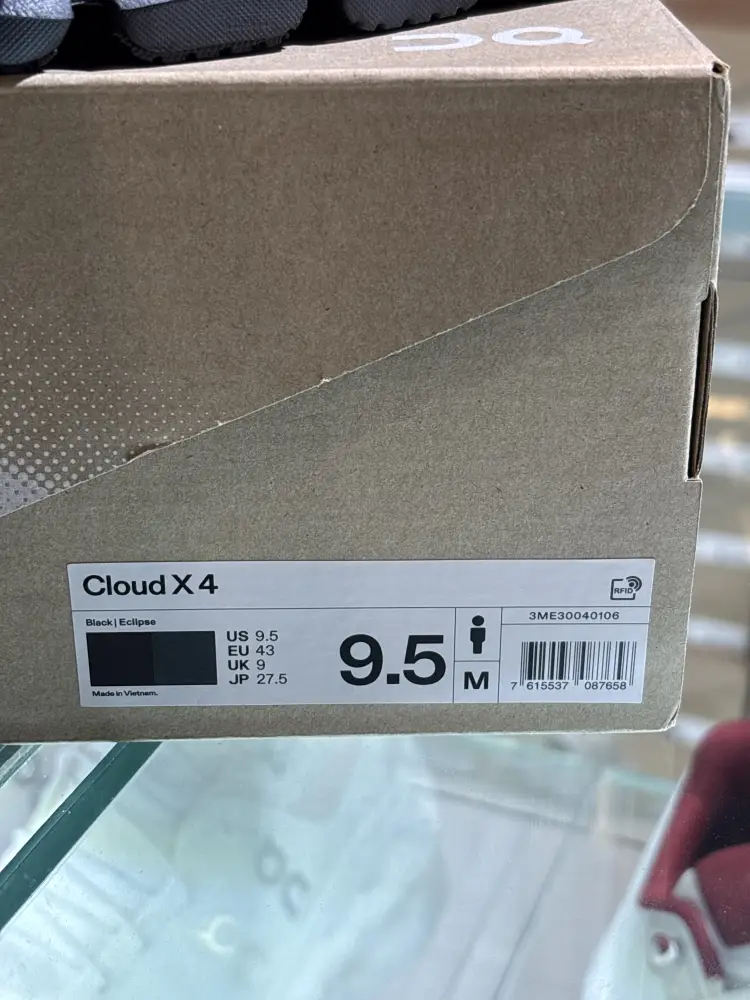 Cloud X 4
RFID
Black | Eclipse
US 9.5
EU 43
UK 9
JP 27.5
Made in Vietnam.
9.5
M
3ME30040106
7 615537 087658